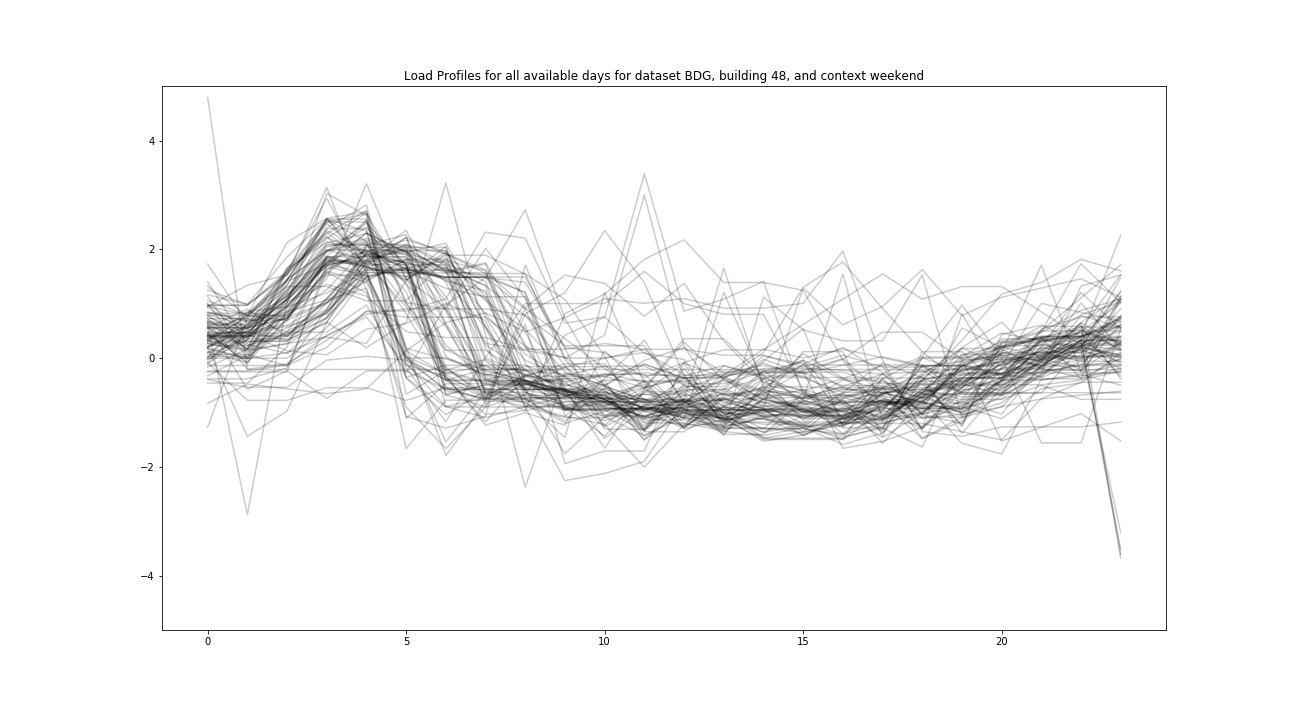 Load Profiles for all available days for dataset BDG, building 48, and context weekend
4
2
0
−2
−4
0 5 10 15 20